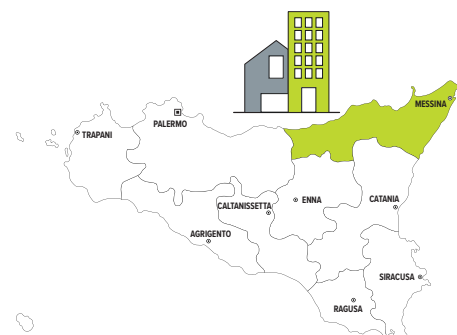 MESSINA
PALERMO
TRAPANI
CALTANISSETTA
ENNA
CATANIA
AGRIGENTO
SIRACUSA
RAGUSA